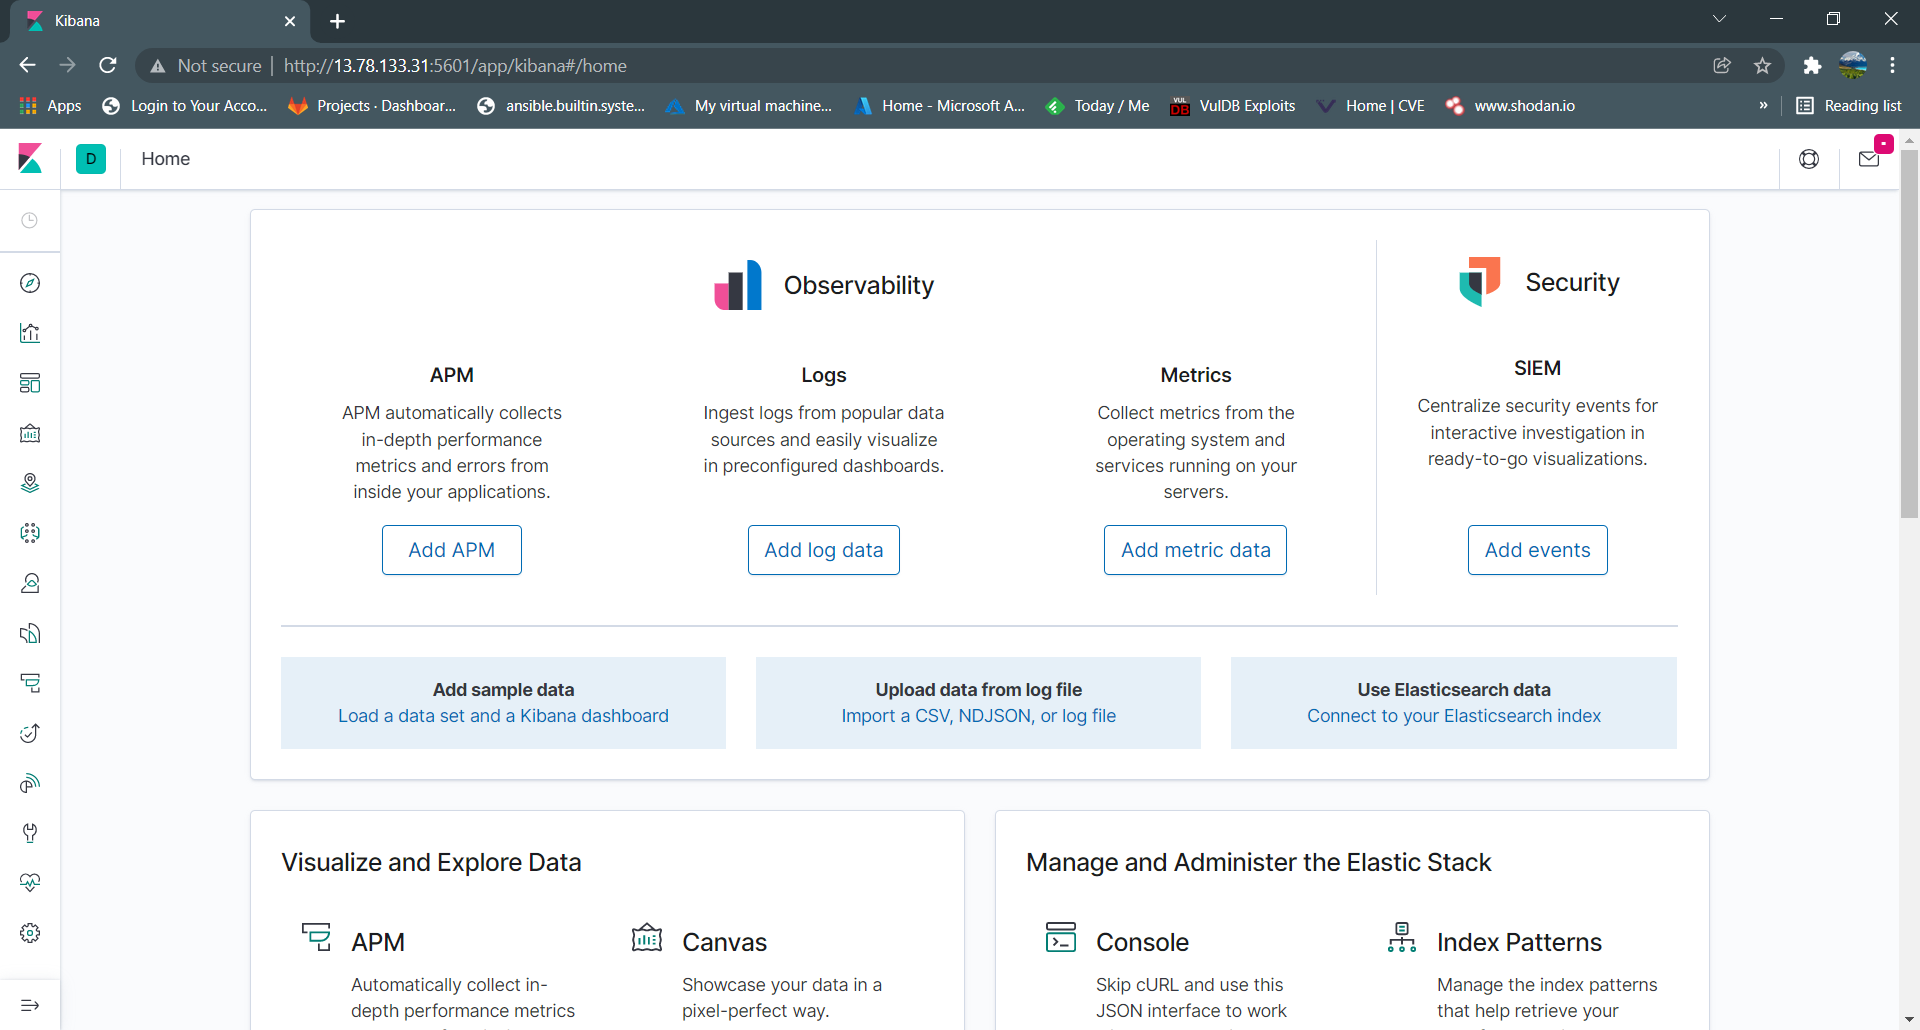 Kibana
Not secure
http://13.78.133.31:5601/app/kibana#/home
Apps
Login to Your Acco...
Projects · Dashboar...
ansible.builtin.syste...
My virtual machine...
Home - Microsoft A...
Today / Me
VUL
DB
VulDB Exploits
Home | CVE
www.shodan.io
»
Reading list
D
Home
Observability
Security
APM
APM automatically collects
in-depth performance
metrics and errors from
inside your applications.
Add APM
Logs
Ingest logs from popular data
sources and easily visualize
in preconfigured dashboards.
Add log data
Metrics
Collect metrics from the
operating system and
services running on your
servers.
Add metric data
SIEM
Centralize security events for
interactive investigation in
ready-to-go visualizations.
Add events
Add sample data
Load a data set and a Kibana dashboard
Upload data from log file
Import a CSV, NDJSON, or log file
Use Elasticsearch data
Connect to your Elasticsearch index
Visualize and Explore Data
APM
Automatically collect in-
depth performance metrics
Canvas
Showcase your data in a
pixel-perfect way.
Manage and Administer the Elastic Stack
Console
Skip cURL and use this
JSON interface to work
Index Patterns
Manage the index patterns
that help retrieve your